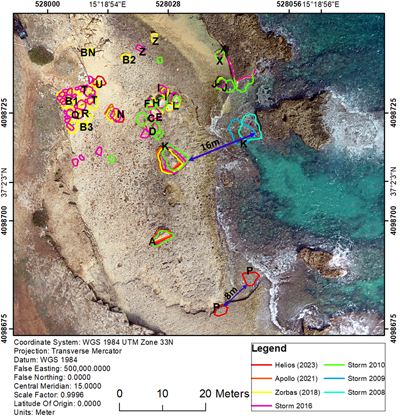 528000 15°18'54"E 528028 528056 15°18'56"E
BN
B2
Z
Z
X
J
J
U
I
T
T
B1
F H
L
Q R
N
C E
B3
D
K
K
16m
A
P
P
8m
4098725
37°2'3"N
4098700
4098675
4098725
37°2'3"N
4098700
4098675
Coordinate System: WGS 1984 UTM Zone 33N
Projection: Transverse Mercator
Datum: WGS 1984
False Easting: 500,000.0000
False Northing: 0.0000
Central Meridian: 15.0000
Scale Factor: 0.9996
Latitude Of Origin: 0.0000
Units: Meter
0 10 20 Meters
Legend
Helios (2023)
Apollo (2021)
Zorbas (2018)
Storm 2016
Storm 2010
Storm 2009
Storm 2008